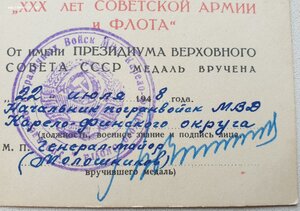 "XXX ЛЕТ СОВЕТСКОЙ АРМИИ
и ФЛОТА"
От имени ПРЕЗИДИУМА ВЕРХОВНОГО
СОВЕТА СССР МЕДАЛЬ ВРУЧЕНА
"22" июля 1948 года.
Начальник погранвойск МВД
Карело-Финского округа
(должность, военное звание и подпись лица,
М. П. Генерал-майор
(Молошников)
вручившего медаль)